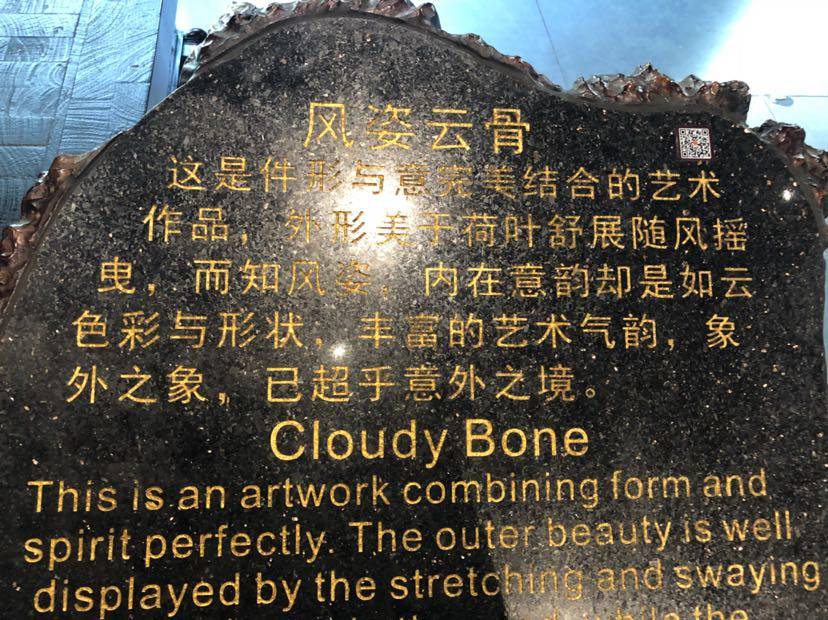 风姿云骨
这是件形与意完美结合的艺术
作品，外形美于荷叶舒展随风摇
曳，而知风姿，内在意韵却是如云
色彩与形状，丰富的艺术气韵，象
外之象，已超乎意外之境。
Cloudy Bone
This is an artwork combining form and
spirit perfectly. The outer beauty is well
displayed by the stretching and swaying
while the